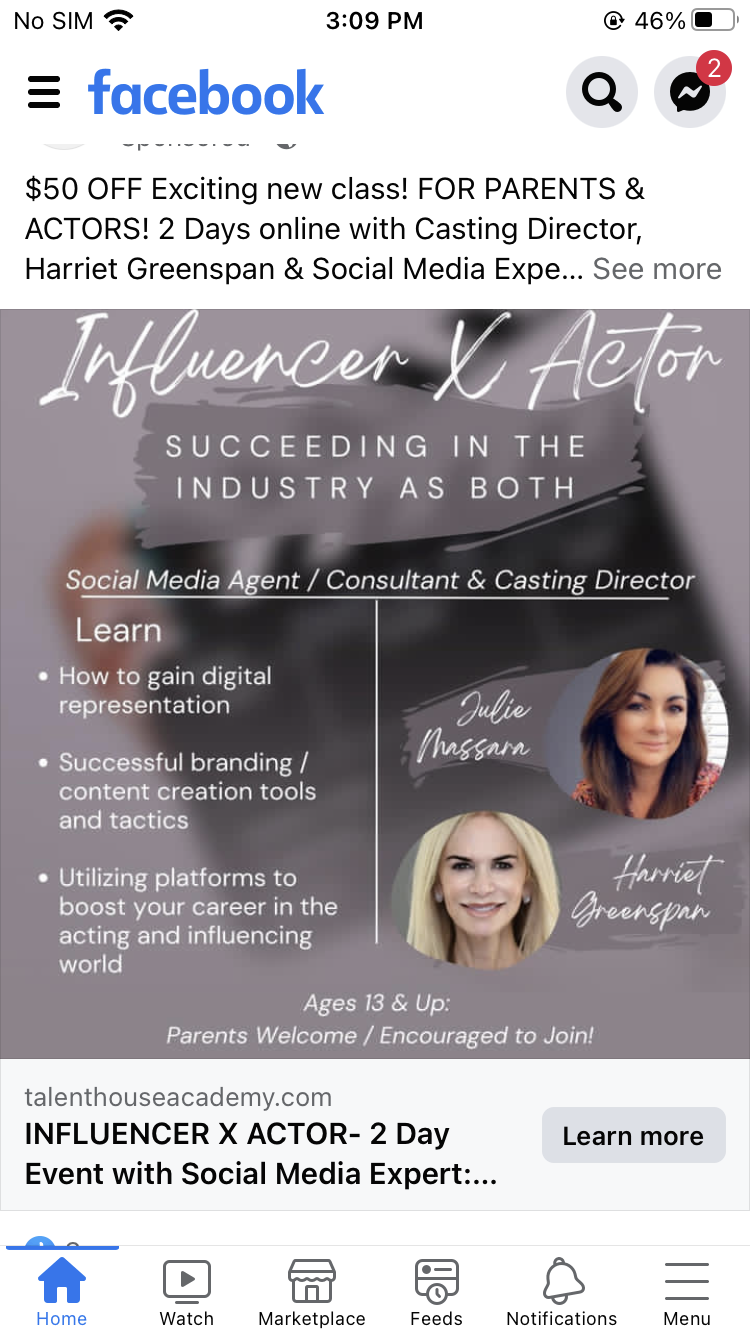 No SIM 3:09 PM 46%
facebook 2
Sponsored
$50 OFF Exciting new class! FOR PARENTS &
ACTORS! 2 Days online with Casting Director,
Harriet Greenspan & Social Media Expe... See more
Influencer X Actor
SUCCEEDING IN THE
INDUSTRY AS BOTH
Social Media Agent / Consultant & Casting Director
Learn
• How to gain digital
representation
• Successful branding /
content creation tools
and tactics
• Utilizing platforms to
boost your career in the
acting and influencing
world
Julie
Massara
Harriet
Greenspan
Ages 13 & Up:
Parents Welcome / Encouraged to Join!
talenthouseacademy.com
INFLUENCER X ACTOR- 2 Day
Event with Social Media Expert:...
Learn more
Home Watch Marketplace Feeds Notifications Menu